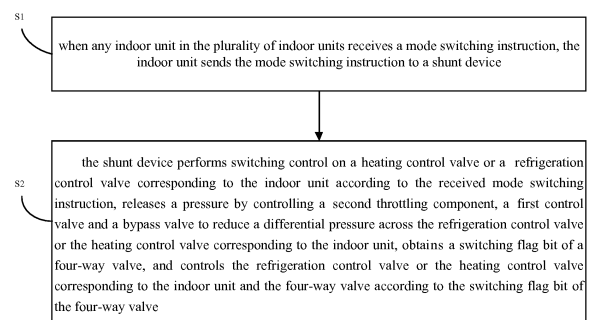 S1
when any indoor unit in the plurality of indoor units receives a mode switching instruction, the
indoor unit sends the mode switching instruction to a shunt device
S2
the shunt device performs switching control on a heating control valve or a refrigeration
control valve corresponding to the indoor unit according to the received mode switching
instruction, releases a pressure by controlling a second throttling component, a first control
valve and a bypass valve to reduce a differential pressure across the refrigeration control valve
or the heating control valve corresponding to the indoor unit, obtains a switching flag bit of a
four-way valve, and controls the refrigeration control valve or the heating control valve
corresponding to the indoor unit and the four-way valve according to the switching flag bit of
the four-way valve